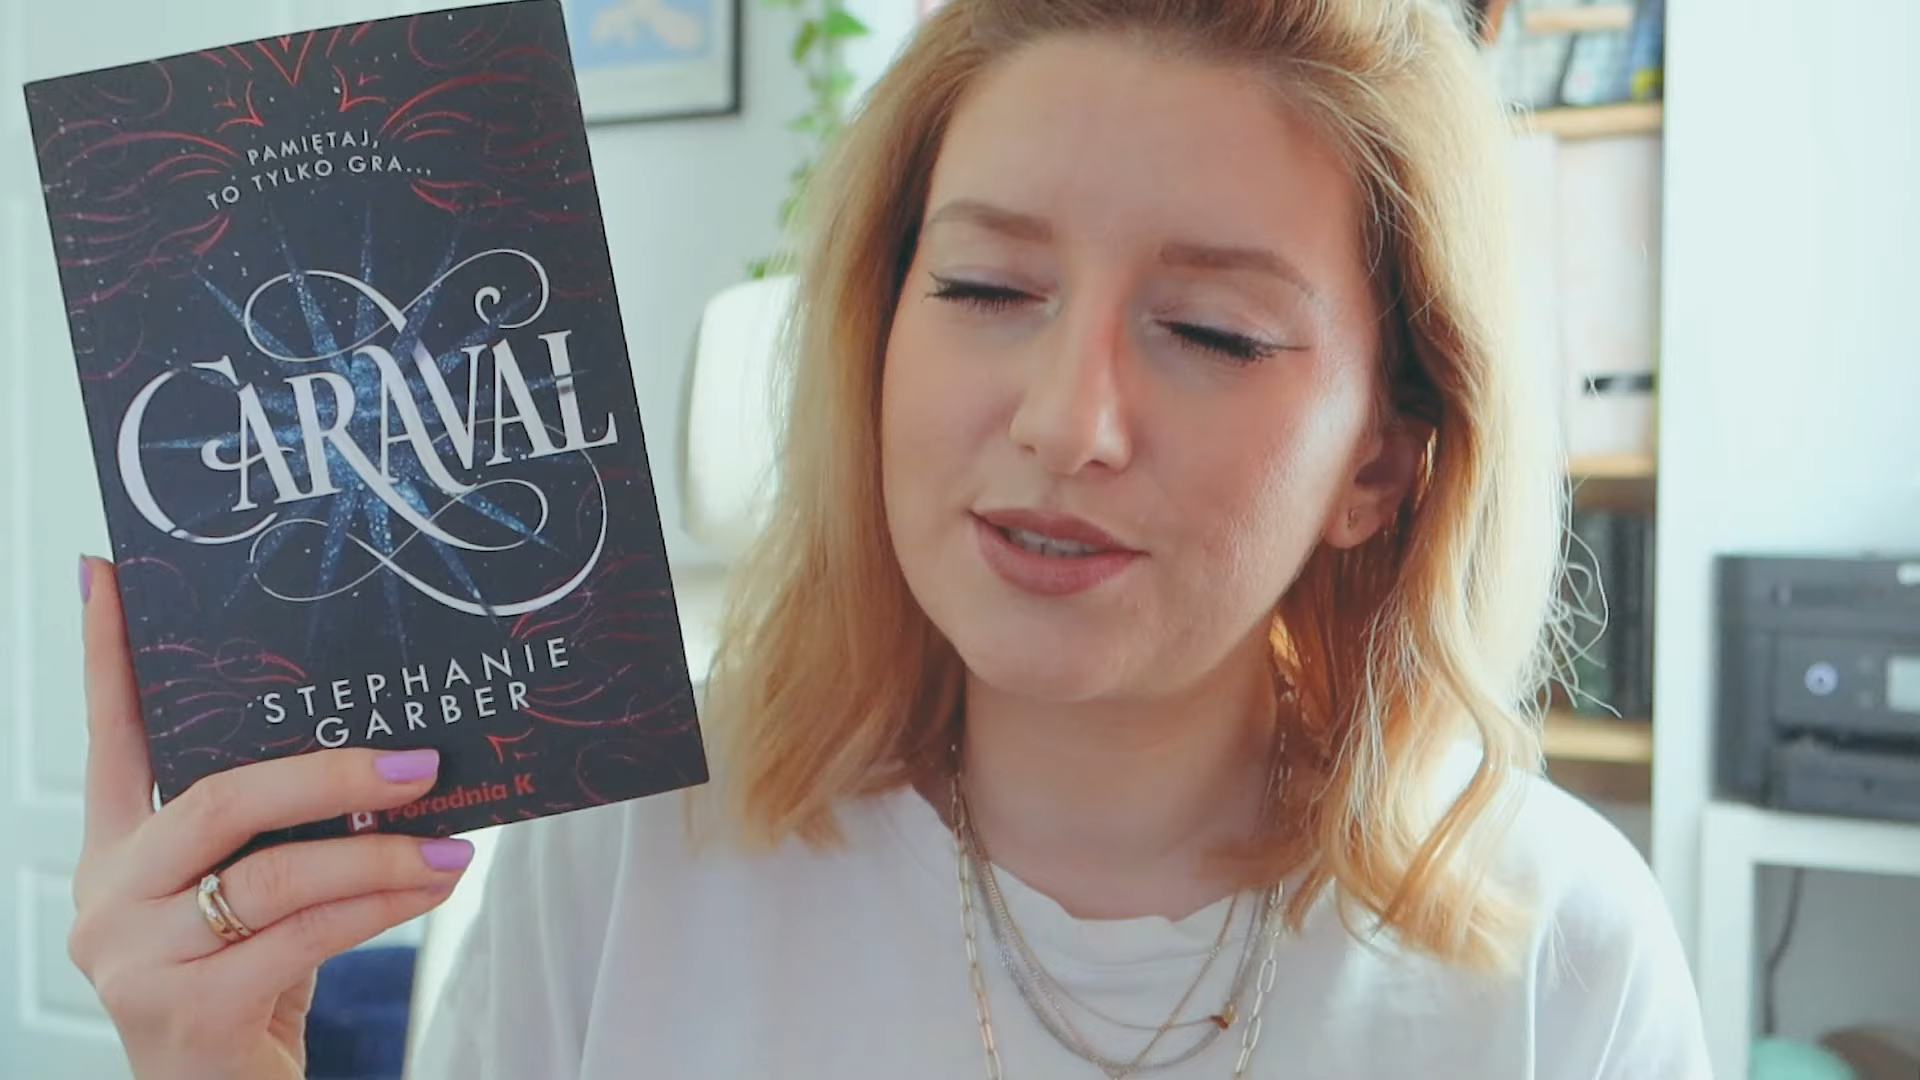 PAMIĘTAJ,
TO TYLKO GRA...
CARAVAL
STEPHANIE
GARBER
Poradnia K